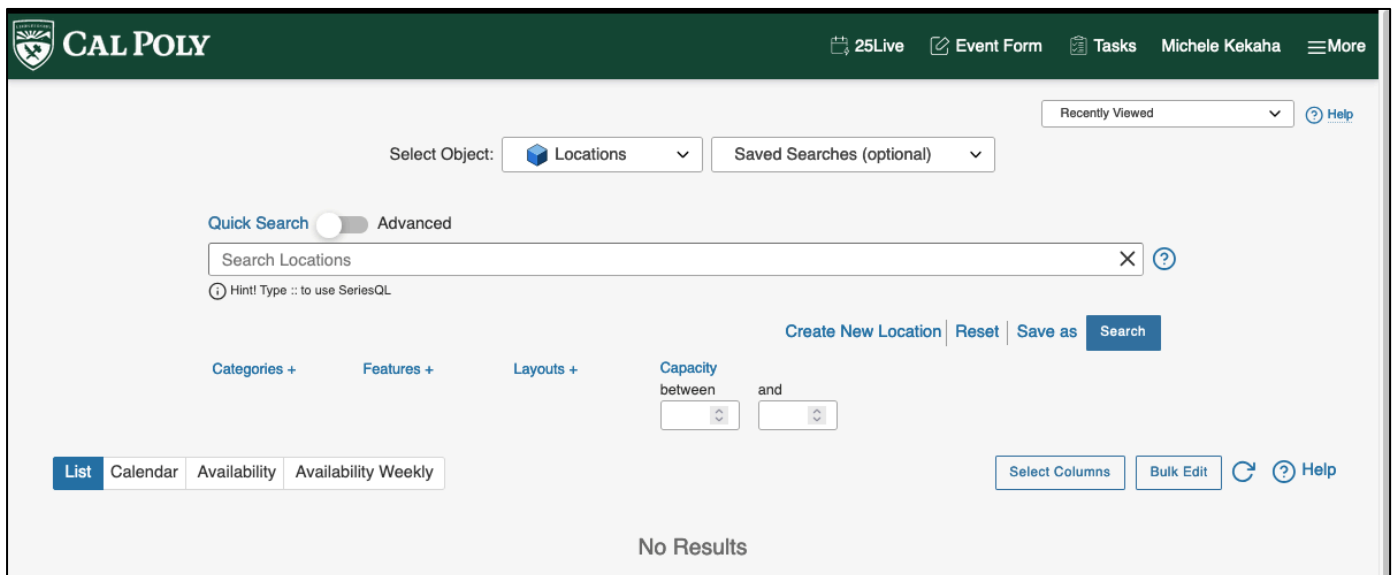 CAL POLY
25Live Event Form Tasks Michele Kekaha More
Recently Viewed Help
Select Object: Locations Saved Searches (optional)
Quick Search Advanced
Search Locations
Hint! Type :: to use SeriesQL
Create New Location Reset Save as Search
Categories + Features + Layouts + Capacity
between and
List Calendar Availability Availability Weekly Select Columns Bulk Edit Help
No Results